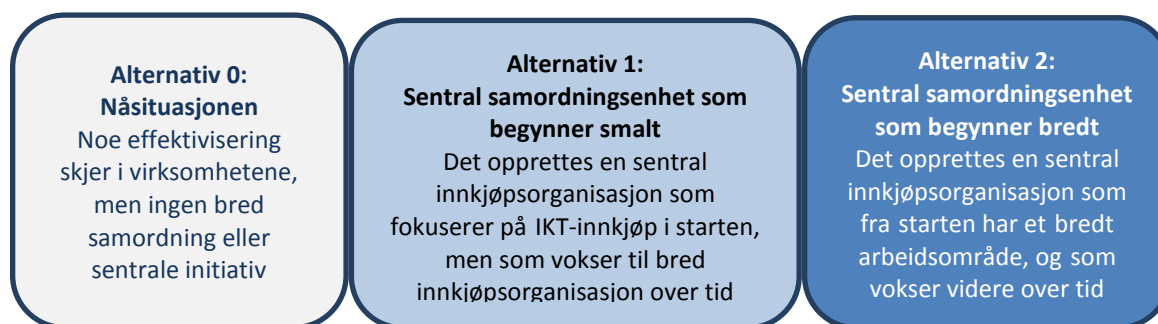 Alternativ 0:
Nåsituasjonen
Noe effektivisering
skjer i virksomhetene,
men ingen bred
samordning eller
sentrale initiativ
Alternativ 1:
Sentral samordningsenhet som
begynner smalt
Det opprettes en sentral
innkjøpsorganisasjon som
fokuserer på IKT-innkjøp i starten,
men som vokser til bred
innkjøpsorganisasjon over tid
Alternativ 2:
Sentral samordningsenhet
som begynner bredt
Det opprettes en sentral
innkjøpsorganisasjon som
fra starten har et bredt
arbeidsområde, og som
vokser videre over tid